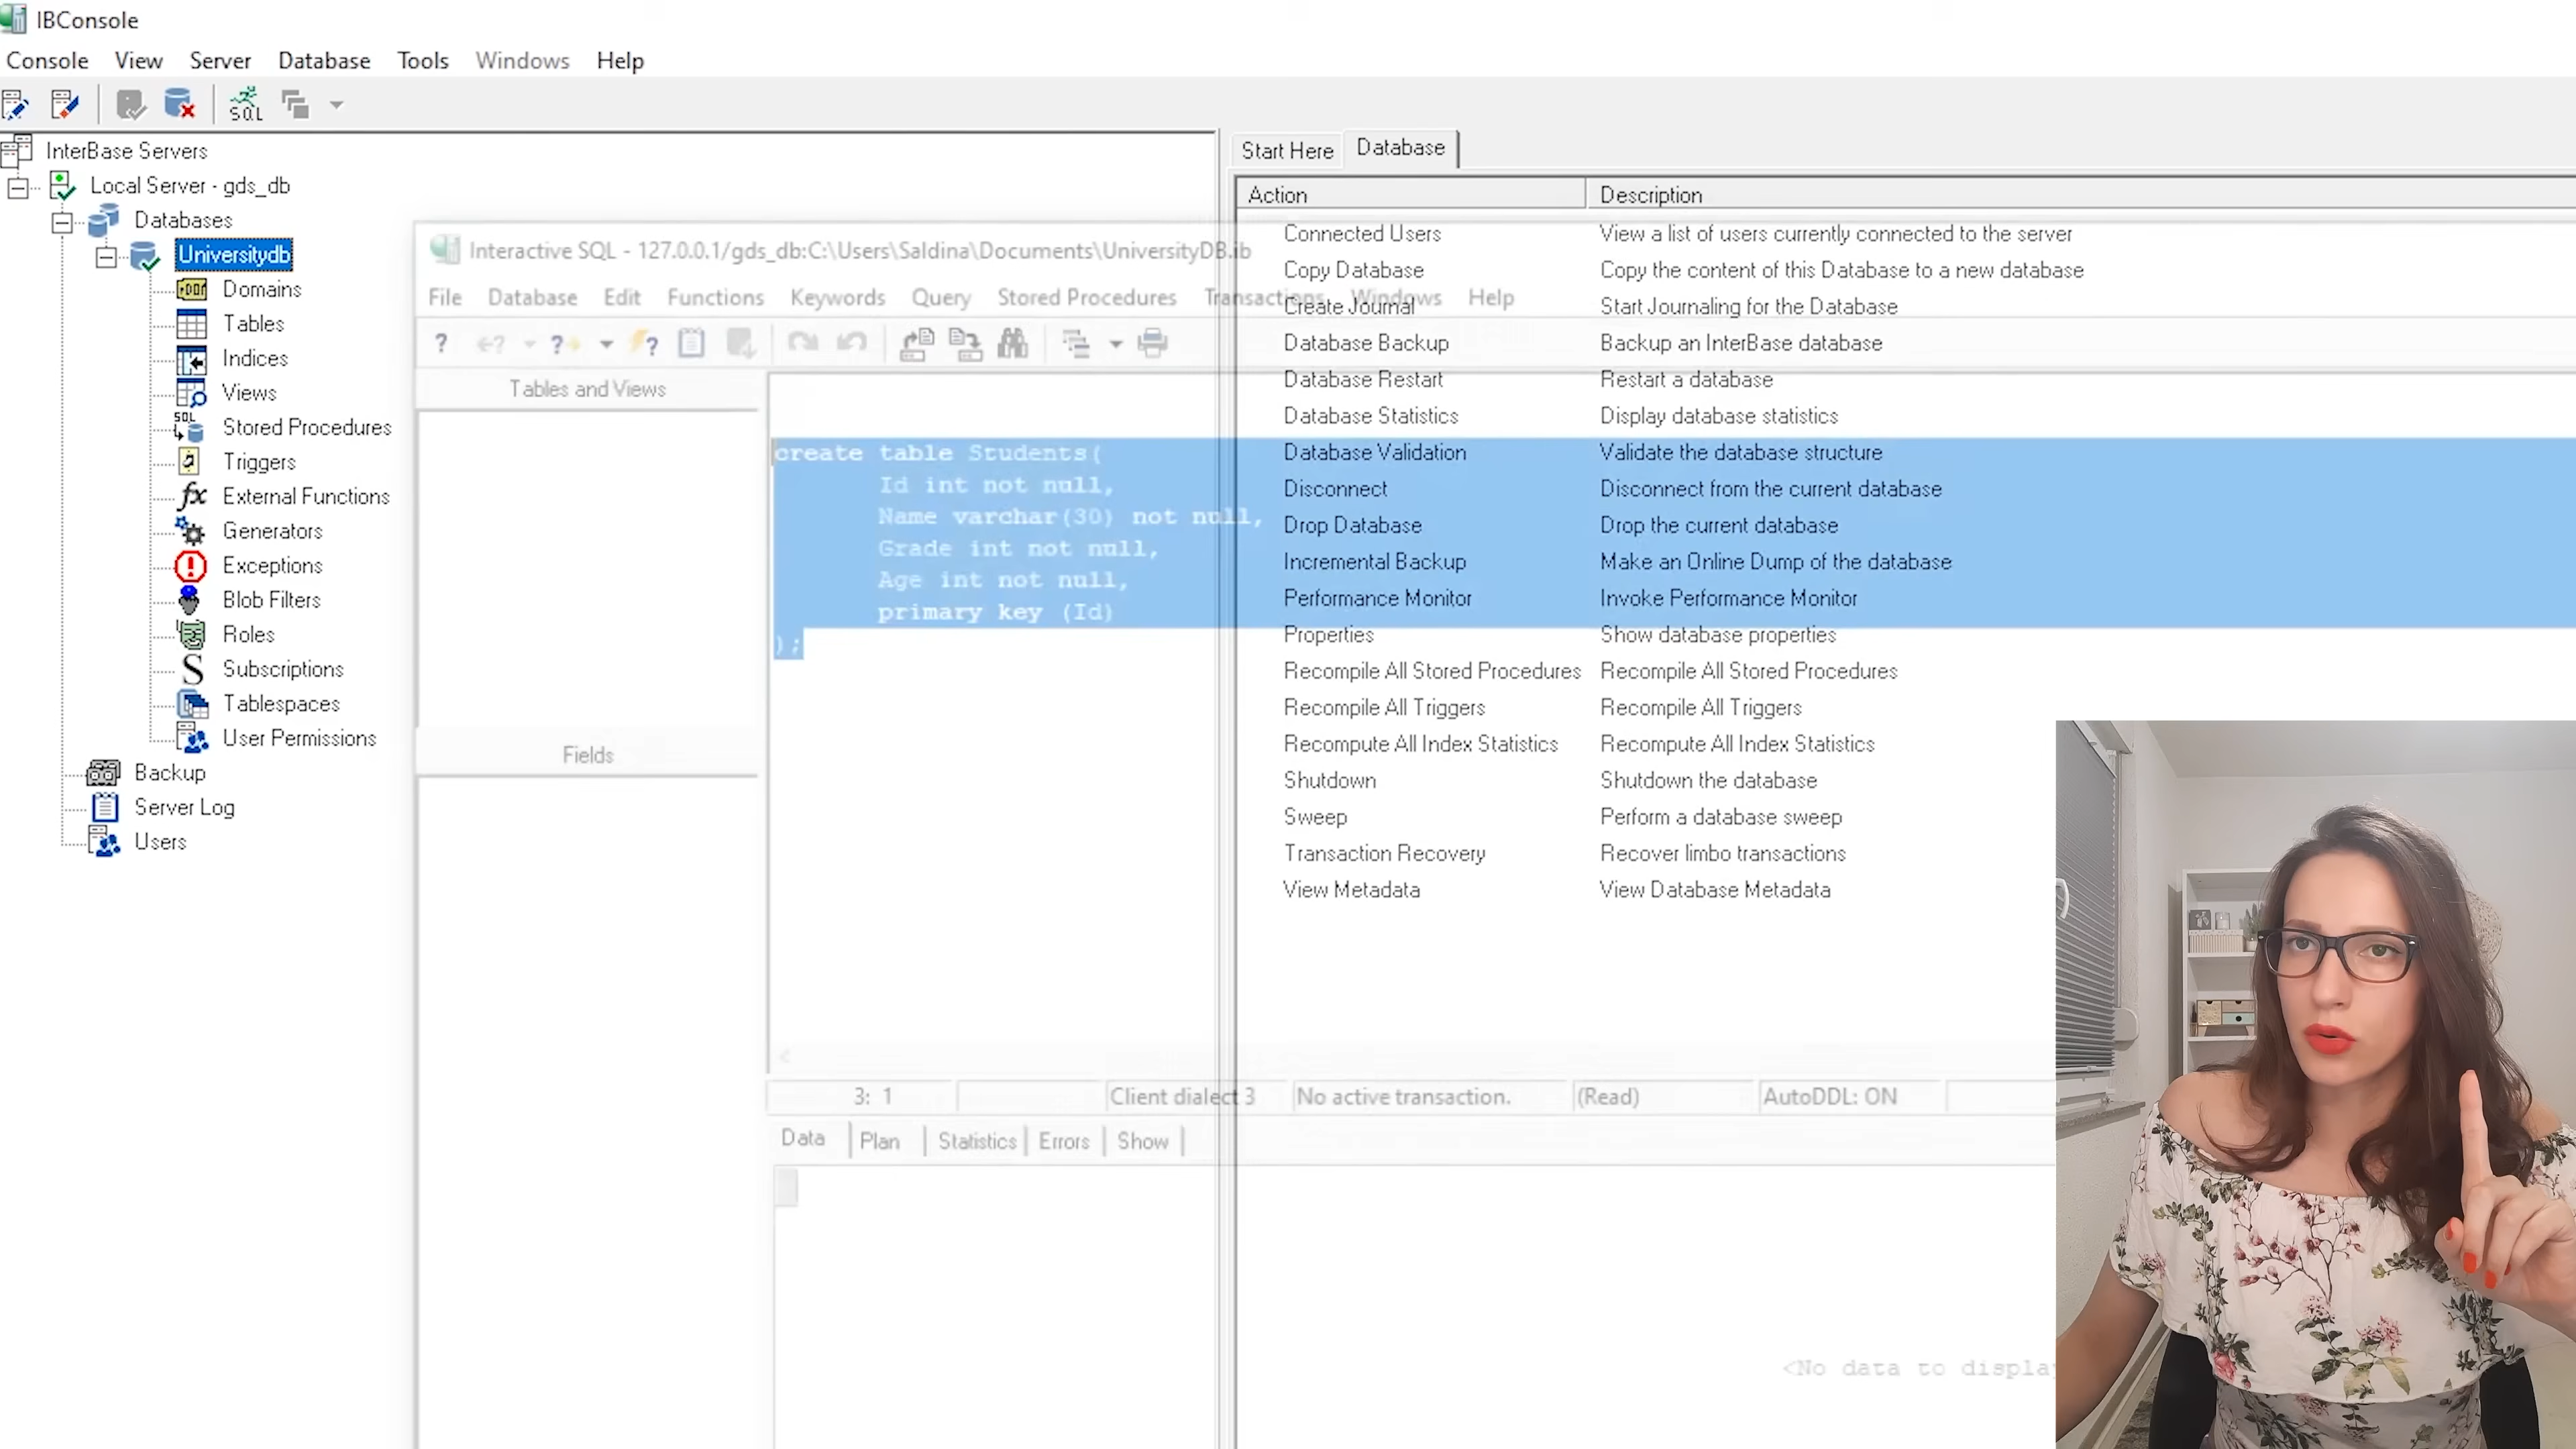 IBConsole
Console View Server Database Tools Windows Help
SQL
InterBase Servers
Local Server - gds_db
Databases
Universitydb
Domains
Tables
Indices
Views
Stored Procedures
Triggers
External Functions
Generators
Exceptions
Blob Filters
Roles
Subscriptions
Tablespaces
User Permissions
Backup
Server Log
Users
Interactive SQL - 127.0.0.1/gds_db:C:\Users\Saldina\Documents\UniversityDB.ib
File Database Edit Functions Keywords Query Stored Procedures Transactions Windows Help
Tables and Views
Fields
create table Students(
Id int not null,
Name varchar(30) not null,
Grade int not null,
Age int not null,
primary key (Id)
);
3: 1 Client dialect 3 No active transaction. (Read) AutoDDL: ON
Data Plan Statistics Errors Show
Start Here Database
Action Description
Connected Users View a list of users currently connected to the server
Copy Database Copy the content of this Database to a new database
Create Journal Start Journaling for the Database
Database Backup Backup an InterBase database
Database Restart Restart a database
Database Statistics Display database statistics
Database Validation Validate the database structure
Disconnect Disconnect from the current database
Drop Database Drop the current database
Incremental Backup Make an Online Dump of the database
Performance Monitor Invoke Performance Monitor
Properties Show database properties
Recompile All Stored Procedures Recompile All Stored Procedures
Recompile All Triggers Recompile All Triggers
Recompute All Index Statistics Recompute All Index Statistics
Shutdown Shutdown the database
Sweep Perform a database sweep
Transaction Recovery Recover limbo transactions
View Metadata View Database Metadata
<No data to display